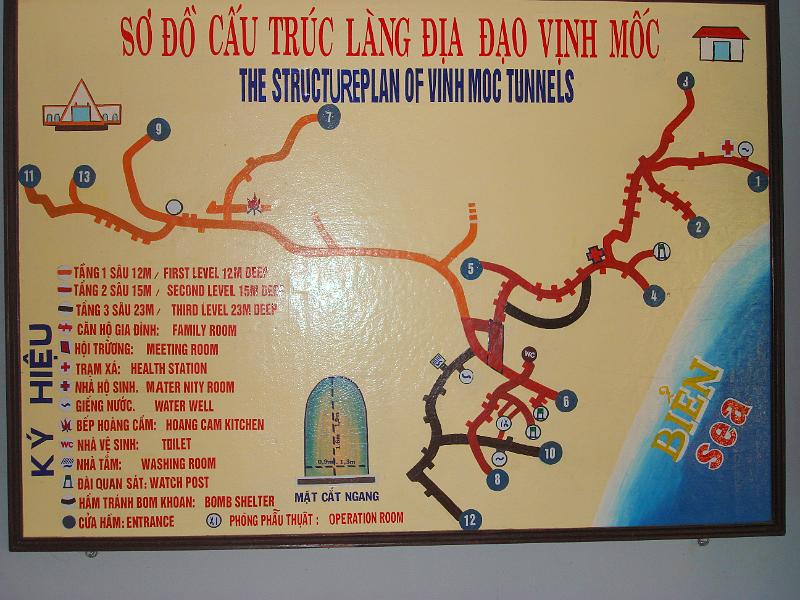 SƠ ĐỒ CẤU TRÚC LÀNG ĐỊA ĐẠO VỊNH MỐC
THE STRUCTUREPLAN OF VINH MOC TUNNELS
3
7
9
1
11
13
2
5
4
WC
6
10
8
12
BIỂN
Sea
KÝ HIỆU
TẦNG 1 SÂU 12M / FIRST LEVEL 12M DEEP
TẦNG 2 SÂU 15M / SECOND LEVEL 15M DEEP
TẦNG 3 SÂU 23M / THIRD LEVEL 23M DEEP
CĂN HỘ GIA ĐÌNH: FAMILY ROOM
HỘI TRƯỜNG: MEETING ROOM
TRẠM XÁ: HEALTH STATION
NHÀ HỘ SINH. MATER NITY ROOM
GIẾNG NƯỚC. WATER WELL
BẾP HOÀNG CẦM: HOANG CAM KITCHEN
WC NHÀ VỆ SINH: TOILET
NHÀ TẮM: WASHING ROOM
ĐÀI QUAN SÁT: WATCH POST
HẦM TRÁNH BOM KHOAN: BOMB SHELTER
CỬA HẦM: ENTRANCE
PHÒNG PHẪU THUẬT: OPERATION ROOM
0,9m - 1,3m
MẶT CẮT NGANG